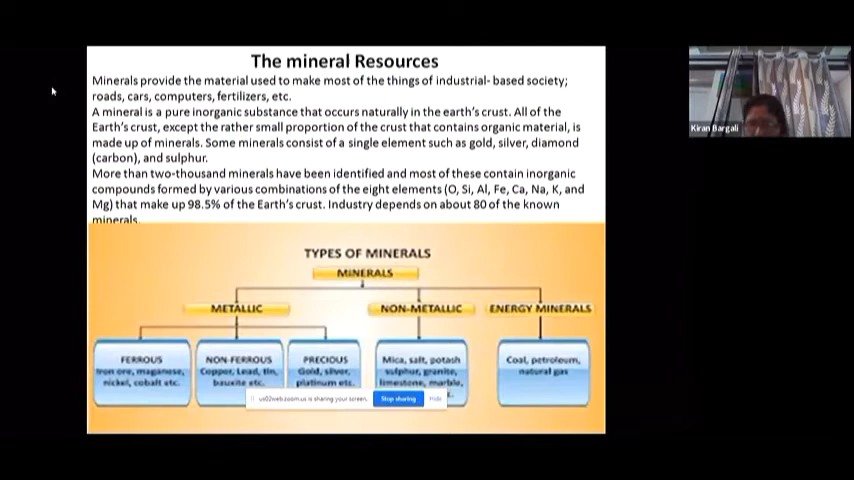 The mineral Resources
Minerals provide the material used to make most of the things of industrial- based society;
roads, cars, computers, fertilizers, etc.
A mineral is a pure inorganic substance that occurs naturally in the earth's crust. All of the
Earth's crust, except the rather small proportion of the crust that contains organic material, is
made up of minerals. Some minerals consist of a single element such as gold, silver, diamond
(carbon), and sulphur.
More than two-thousand minerals have been identified and most of these contain inorganic
compounds formed by various combinations of the eight elements (O, Si, Al, Fe, Ca, Na, K, and
Mg) that make up 98.5% of the Earth's crust. Industry depends on about 80 of the known
minerals.
Kiran Bargali
TYPES OF MINERALS
MINERALS
METALLIC
NON-METALLIC
ENERGY MINERALS
FERROUS
Iron ore, maganese,
nickel, cobalt etc.
NON-FERROUS
Copper, Lead, tin,
bauxite etc.
PRECIOUS
Gold, silver,
platinum etc.
Mica, salt, potash
sulphur, granite,
limestone, marble,
Coal, petroleum,
natural gas
us02web.zoom.us is sharing your screen.
Stop sharing
Hide